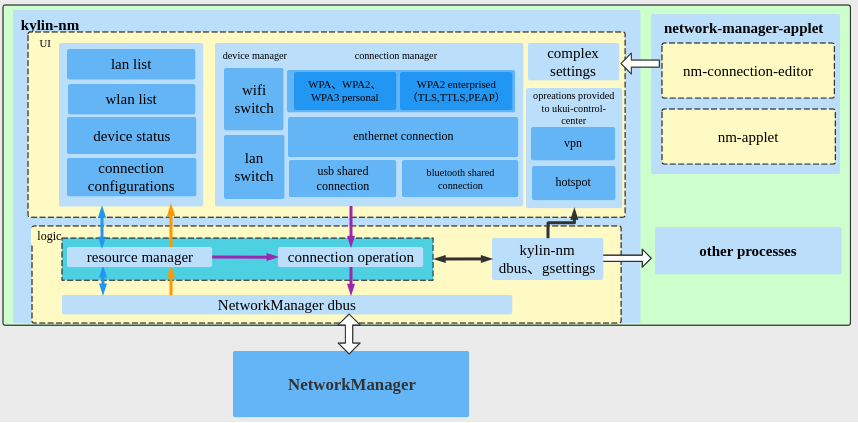 kylin-nm
UI
lan list
wlan list
device status
connection
configurations
device manager
connection manager
wifi
switch
lan
switch
WPA、WPA2、
WPA3 personal
WPA2 enterprised
（TLS,TTLS,PEAP）
enthernet connection
usb shared
connection
bluetooth shared
connection
complex
settings
opreations provided
to ukui-control-
center
vpn
hotspot
network-manager-applet
nm-connection-editor
nm-applet
logic
resource manager
connection operation
kylin-nm
dbus、gsettings
other processes
NetworkManager dbus
NetworkManager